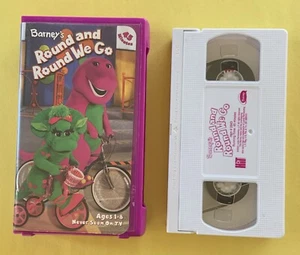 Barney's
Round and
Round We Go
45
Ages 1-6
Never Seen On TV
Barney's
Round and
Round We Go